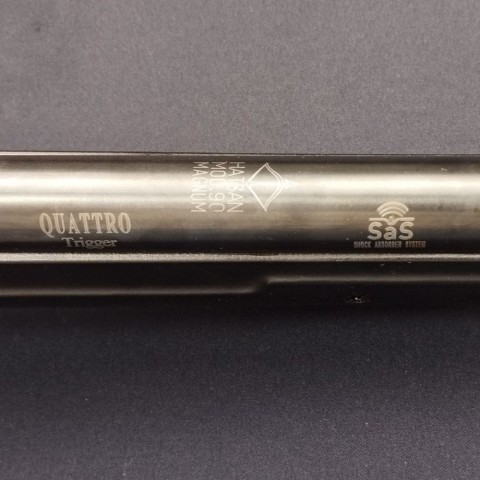 QUATTRO
Trigger
HATSAN
MOD.90
MAGNUM
SaS
SHOCK ABSORBER SYSTEM